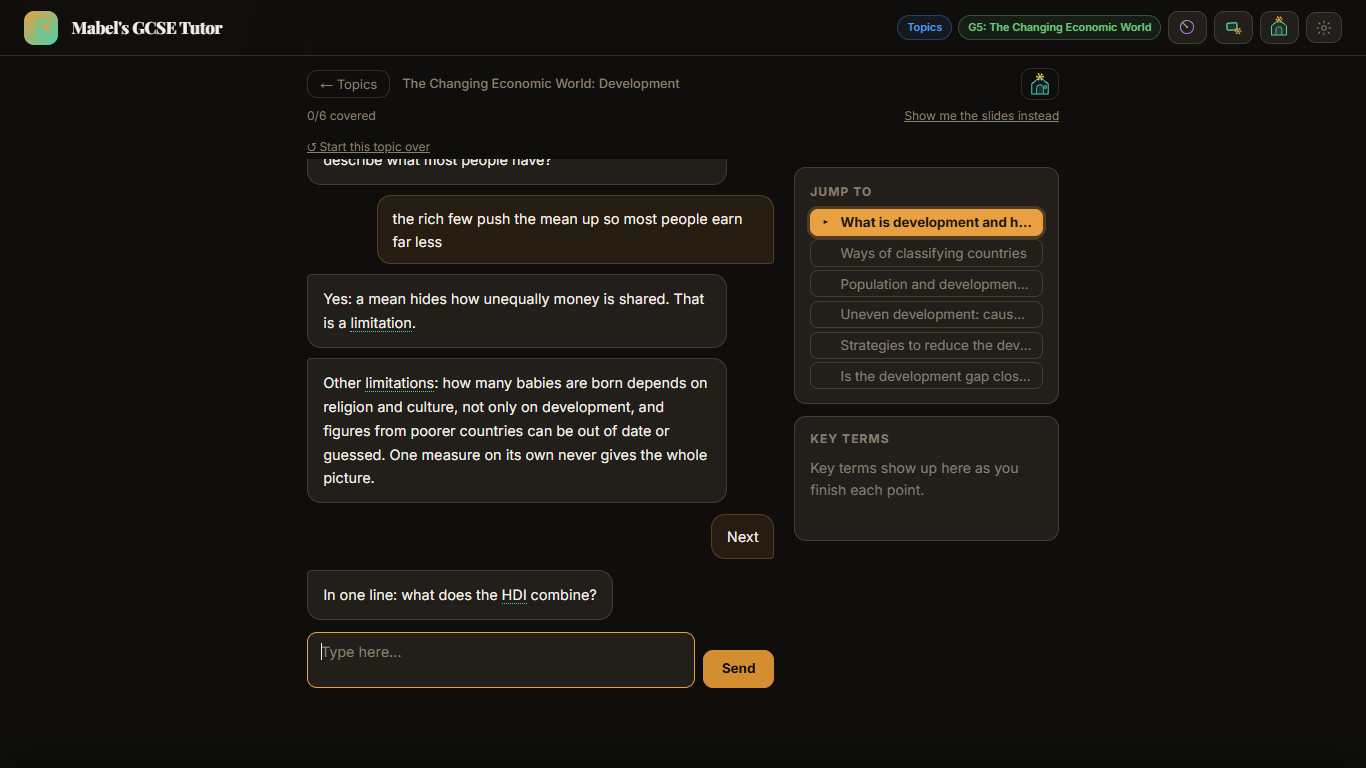 Mabel's GCSE Tutor
Topics
G5: The Changing Economic World
← Topics
The Changing Economic World: Development
0/6 covered
Show me the slides instead
↺ Start this topic over
describe what most people have?
the rich few push the mean up so most people earn
far less
Yes: a mean hides how unequally money is shared. That
is a limitation.
Other limitations: how many babies are born depends on
religion and culture, not only on development, and
figures from poorer countries can be out of date or
guessed. One measure on its own never gives the whole
picture.
Next
In one line: what does the HDI combine?
Type here...
Send
JUMP TO
▸ What is development and h...
Ways of classifying countries
Population and developmen...
Uneven development: caus...
Strategies to reduce the dev...
Is the development gap clos...
KEY TERMS
Key terms show up here as you
finish each point.